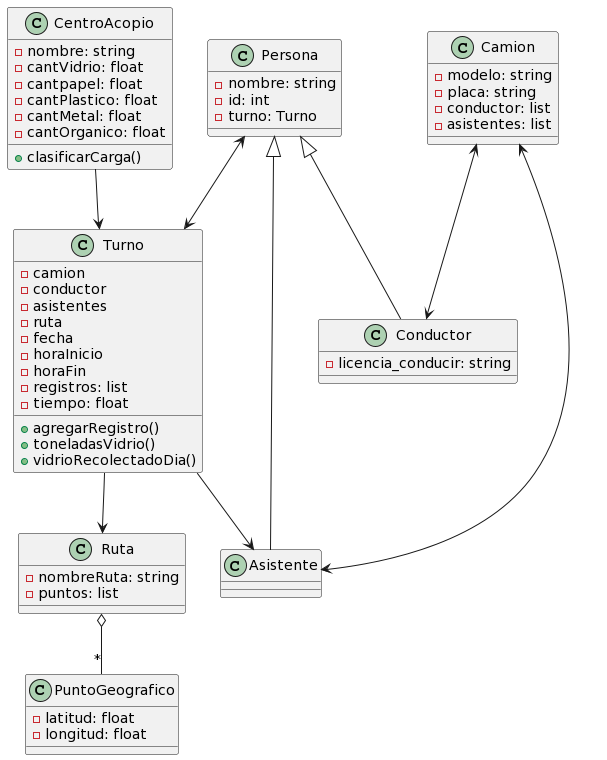 C CentroAcopio
nombre: string
cantVidrio: float
cantpapel: float
cantPlastico: float
cantMetal: float
cantOrganico: float
clasificarCarga()
C Persona
nombre: string
id: int
turno: Turno
C Camion
modelo: string
placa: string
conductor: list
asistentes: list
C Turno
camion
conductor
asistentes
ruta
fecha
horaInicio
horaFin
registros: list
tiempo: float
agregarRegistro()
toneladasVidrio()
vidrioRecolectadoDia()
C Conductor
licencia_conducir: string
C Ruta
nombreRuta: string
puntos: list
C Asistente
*
C PuntoGeografico
latitud: float
longitud: float